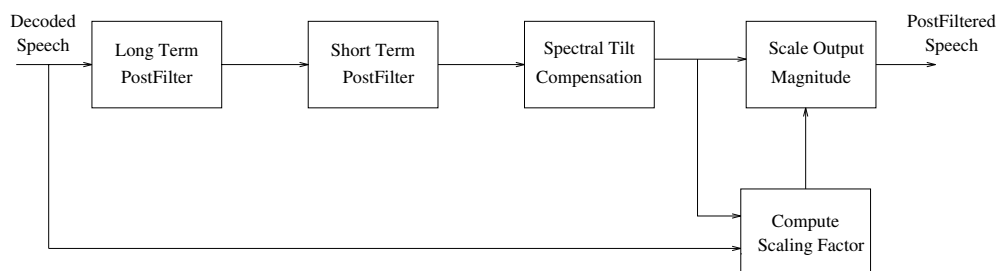 Decoded
Speech
Long Term
PostFilter
Short Term
PostFilter
Spectral Tilt
Compensation
Scale Output
Magnitude
PostFiltered
Speech
Compute
Scaling Factor